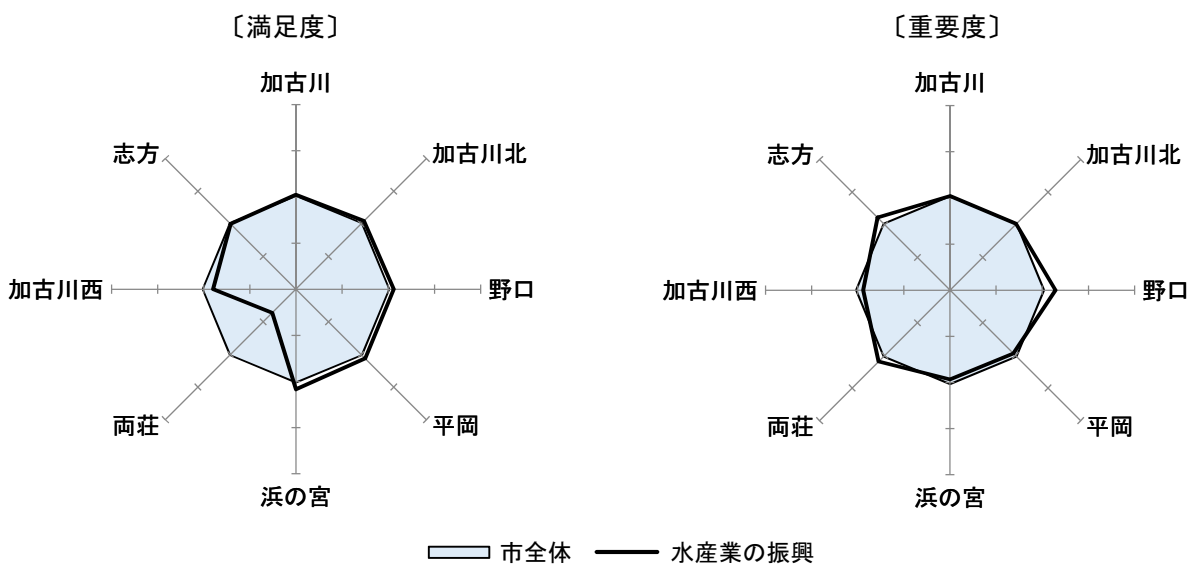 〔満足度〕
加古川
加古川北
野口
平岡
浜の宮
両荘
加古川西
志方
〔重要度〕
加古川
加古川北
野口
平岡
浜の宮
両荘
加古川西
志方
市全体
水産業の振興